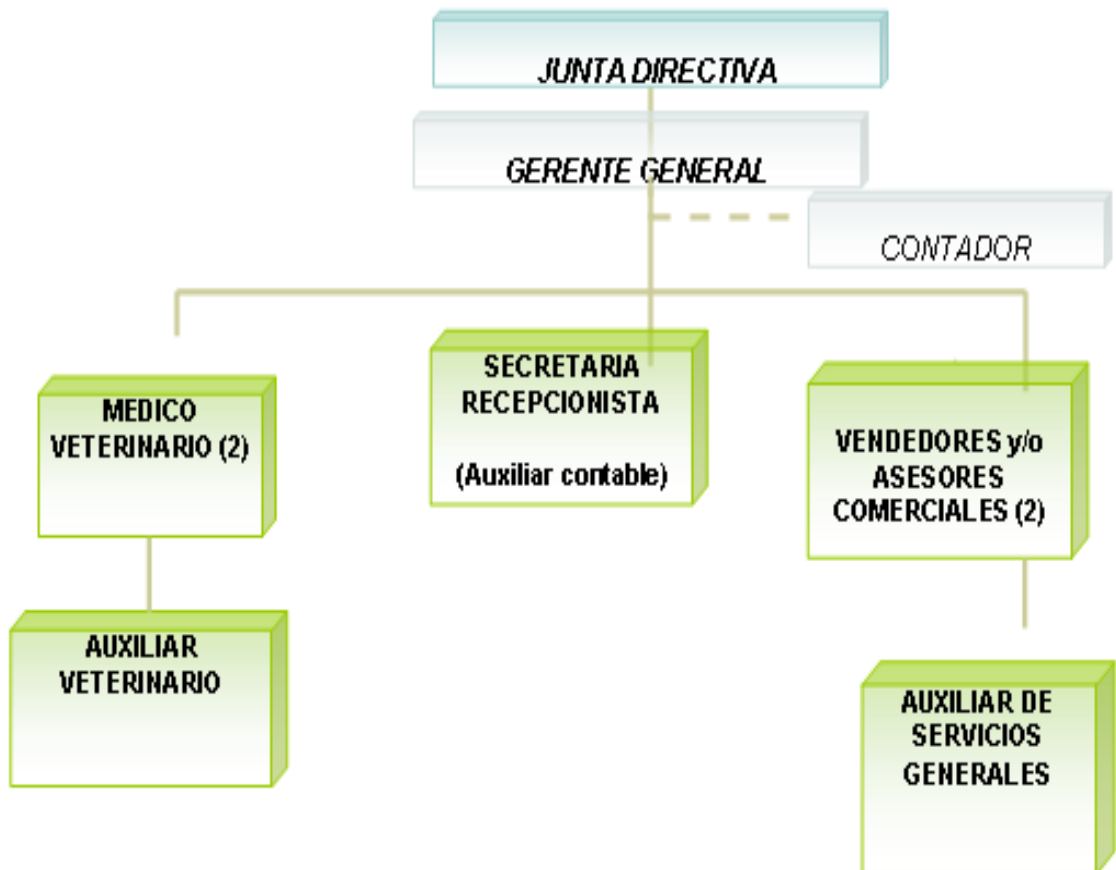 JUNTA DIRECTIVA
GERENTE GENERAL
CONTADOR
MEDICO
VETERINARIO (2)
SECRETARIA
RECEPCIONISTA
(Auxiliar contable)
VENDEDORES y/o
ASESORES
COMERCIALES (2)
AUXILIAR
VETERINARIO
AUXILIAR DE
SERVICIOS
GENERALES